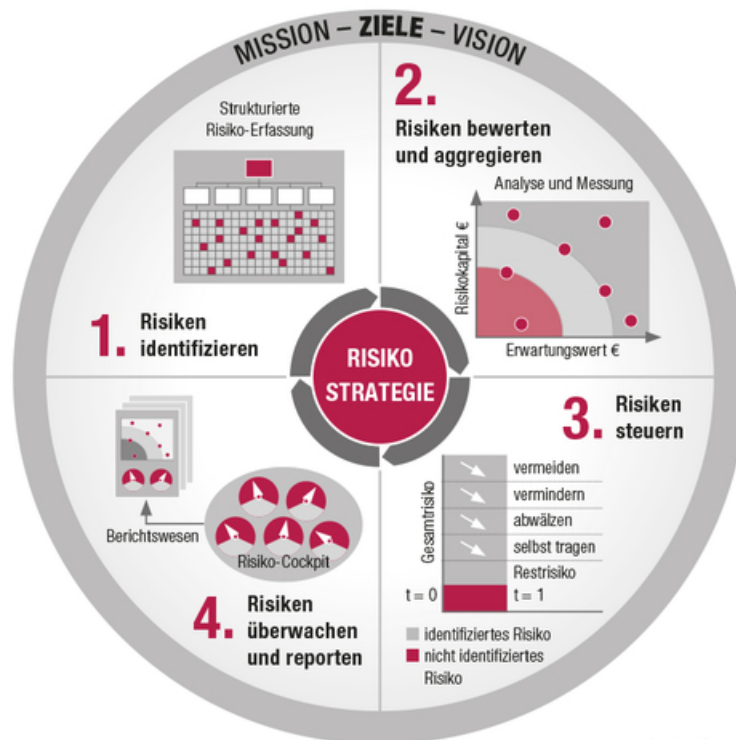 MISSION – ZIELE – VISION
Strukturierte
Risiko-Erfassung
1.
Risiken
identifizieren
2.
Risiken bewerten
und aggregieren
Analyse und Messung
Risikokapital €
Erwartungswert €
RISIKO
STRATEGIE
3.
Risiken
steuern
Gesamtrisiko
vermeiden
vermindern
abwälzen
selbst tragen
Restrisiko
t = 0
t = 1
identifiziertes Risiko
nicht identifiziertes
Risiko
Berichtswesen
Risiko-Cockpit
4.
Risiken
überwachen
und reporten